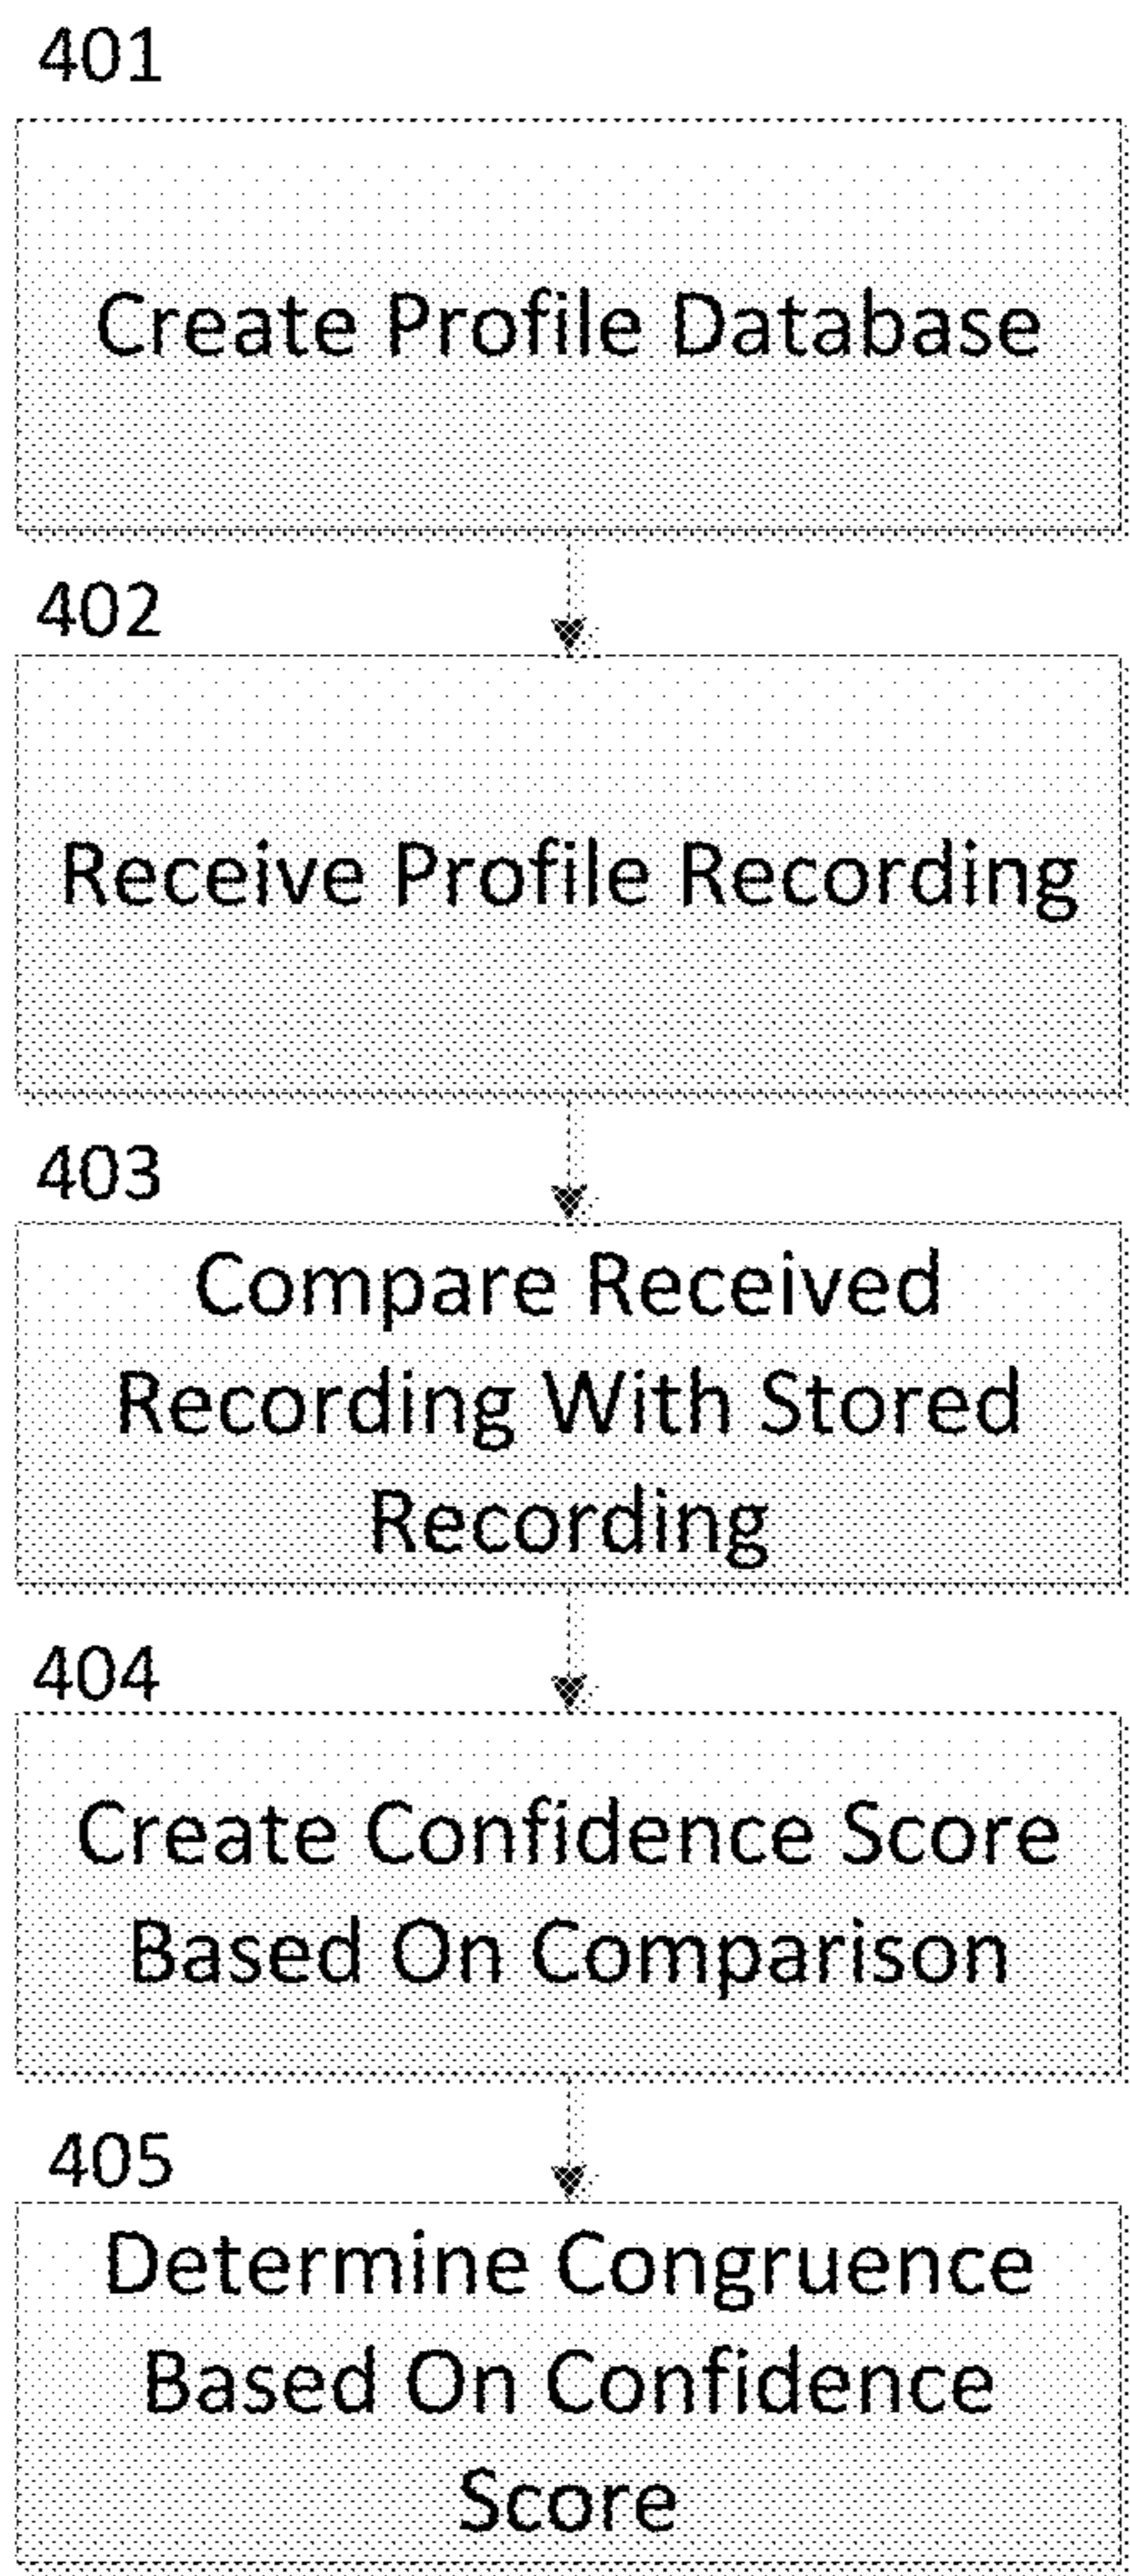 401
Create Profile Database
402
Receive Profile Recording
403
Compare Received
Recording With Stored
Recording
404
Create Confidence Score
Based On Comparison
405
Determine Congruence
Based On Confidence
Score